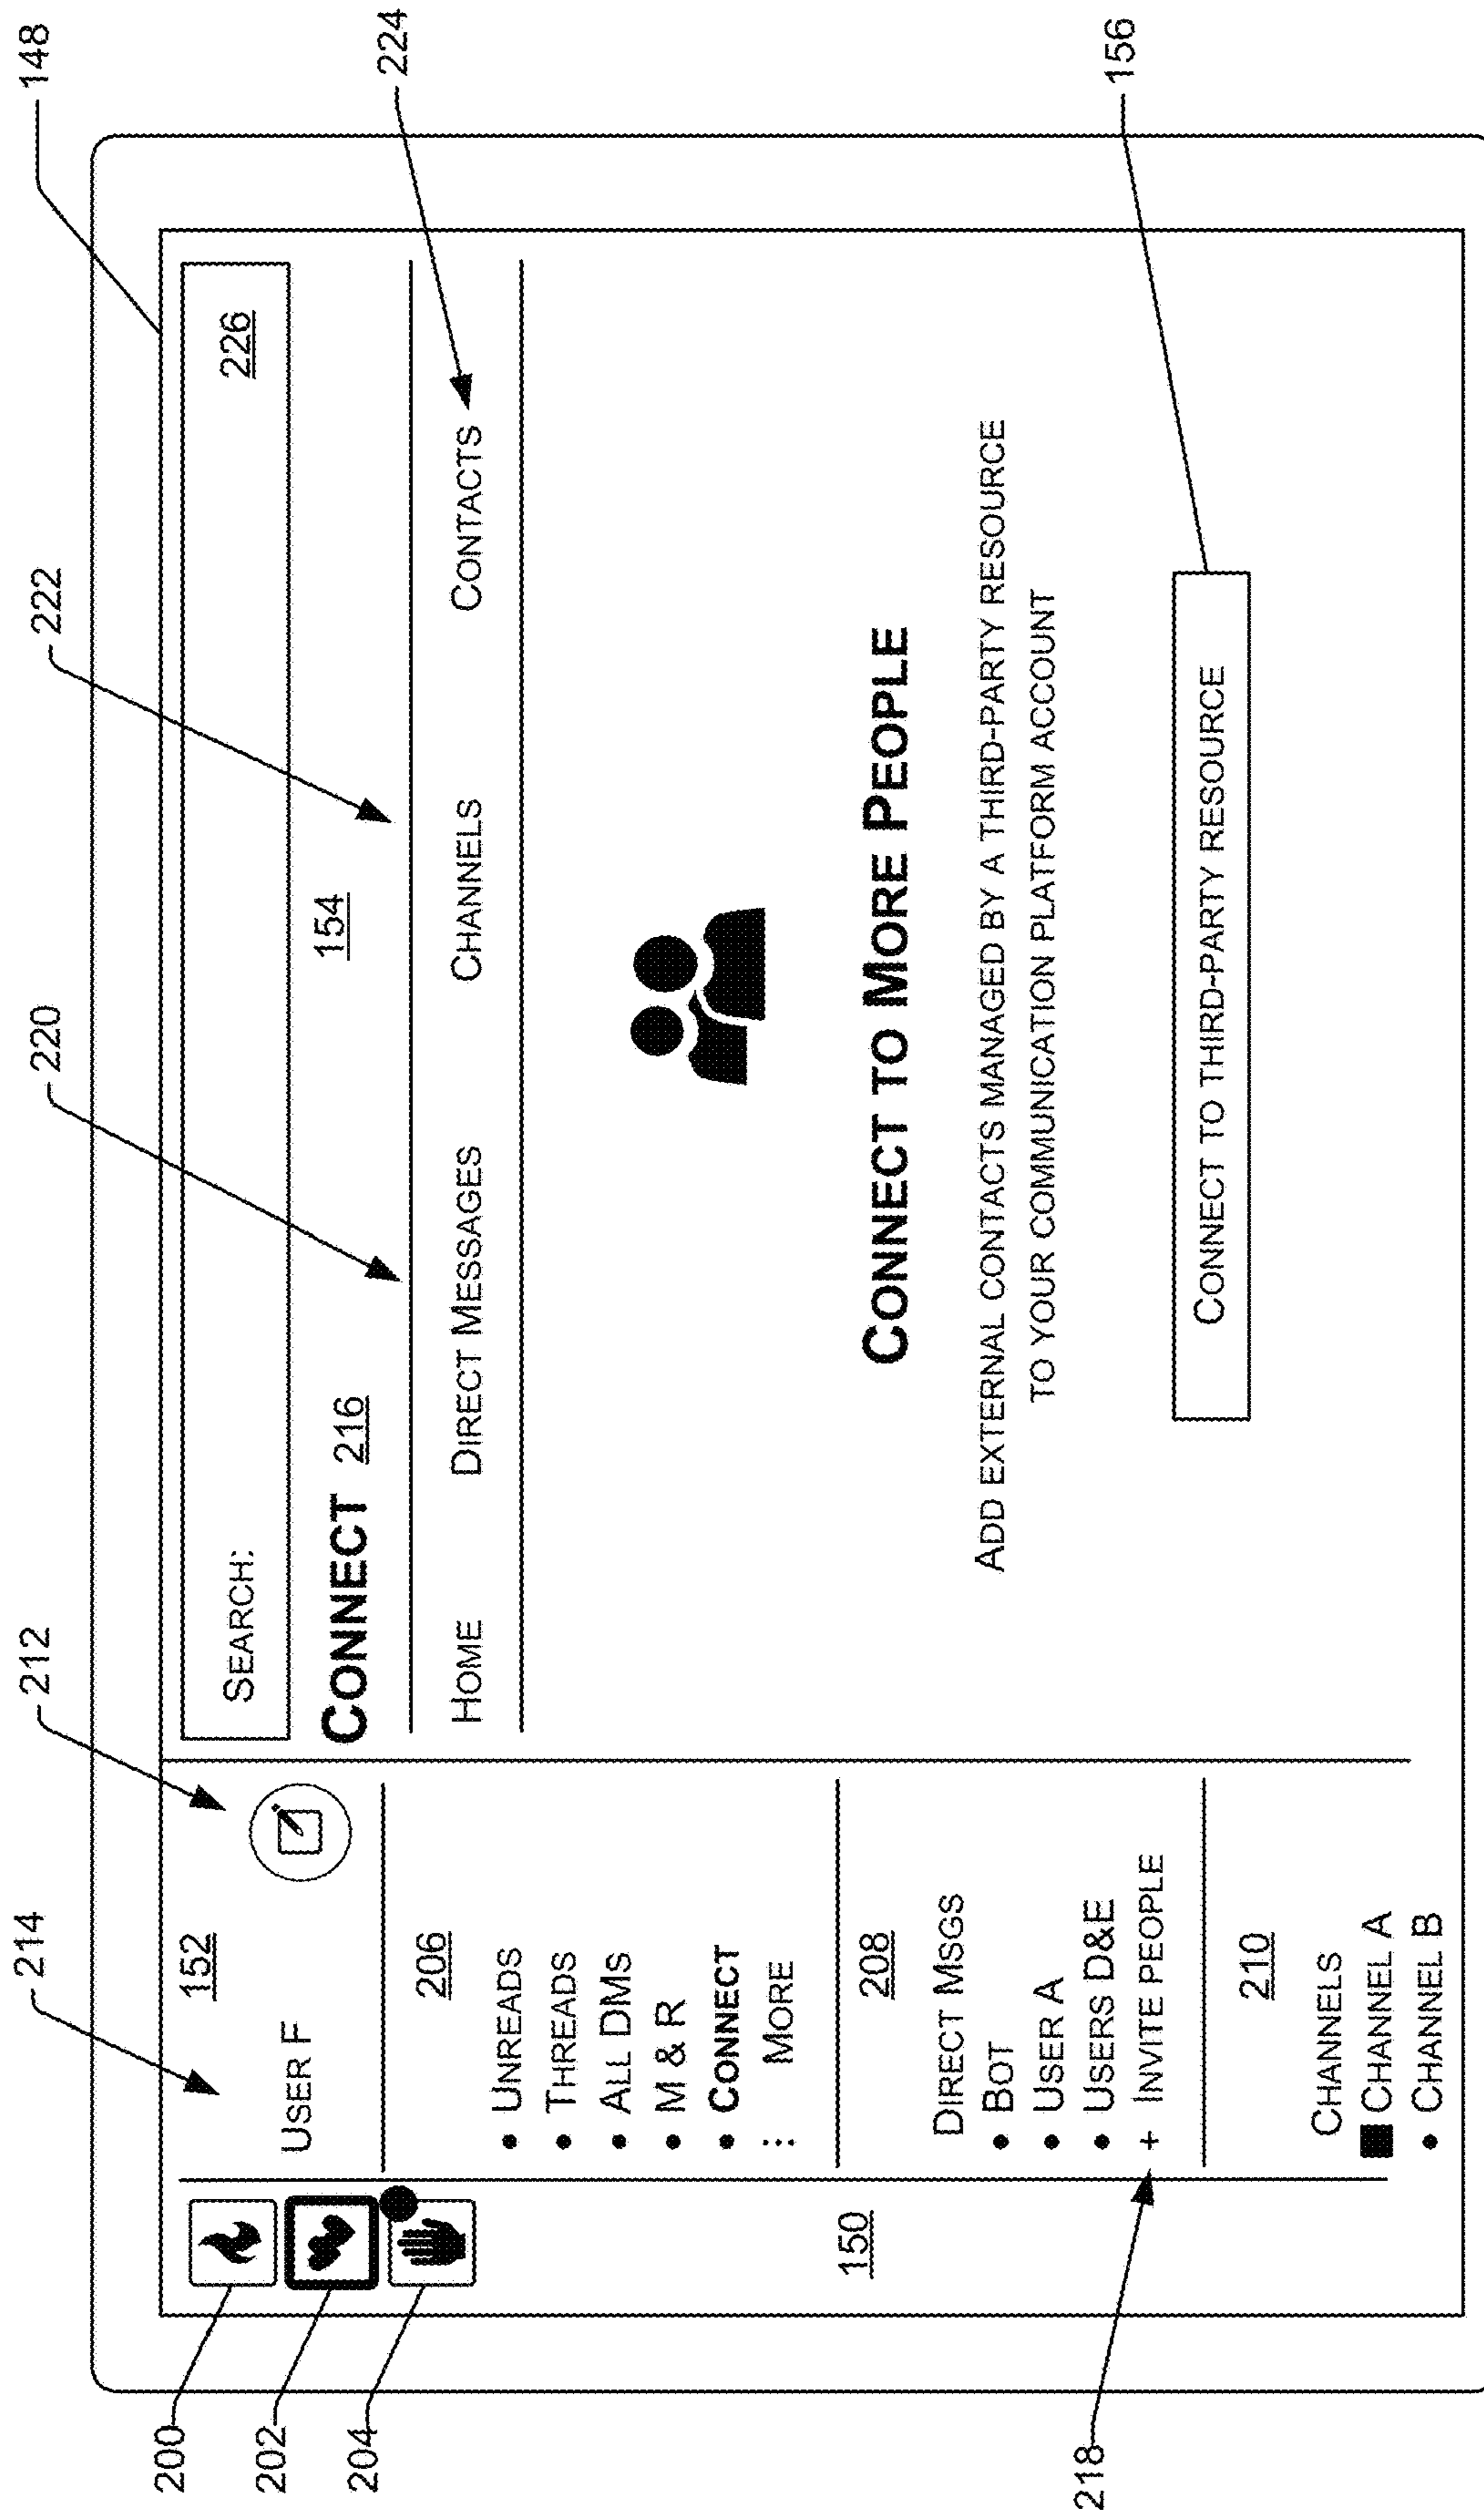 148
214
212
220
222
224
200
202
204
150
152
USER F
206
• UNREADS
• THREADS
• ALL DMS
• M & R
• CONNECT
⋮ MORE
208
DIRECT MSGS
• BOT
• USER A
• USERS D&E
+ INVITE PEOPLE
218
210
CHANNELS
CHANNEL A
• CHANNEL B
SEARCH: 226
CONNECT 216 154
HOME DIRECT MESSAGES CHANNELS CONTACTS
CONNECT TO MORE PEOPLE
ADD EXTERNAL CONTACTS MANAGED BY A THIRD-PARTY RESOURCE
TO YOUR COMMUNICATION PLATFORM ACCOUNT
CONNECT TO THIRD-PARTY RESOURCE
156